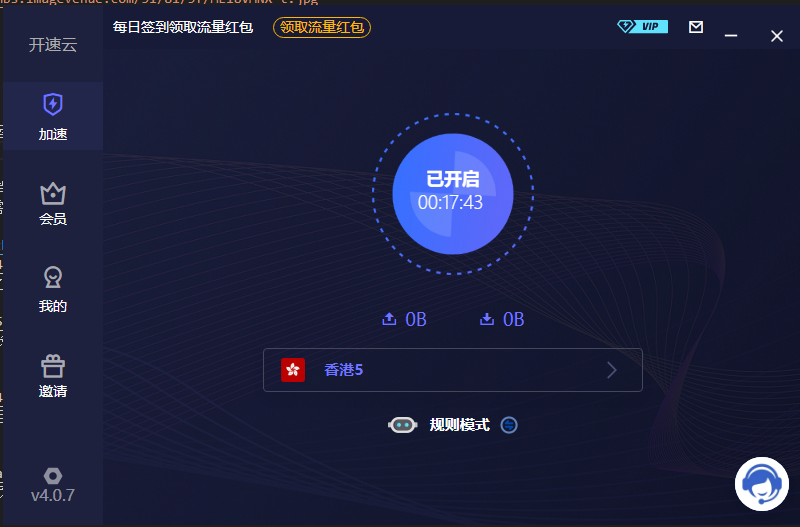 每日签到领取流量红包
领取流量红包
VIP
开速云
加速
会员
我的
邀请
v4.0.7
已开启
00:17:43
0B
0B
香港5
规则模式